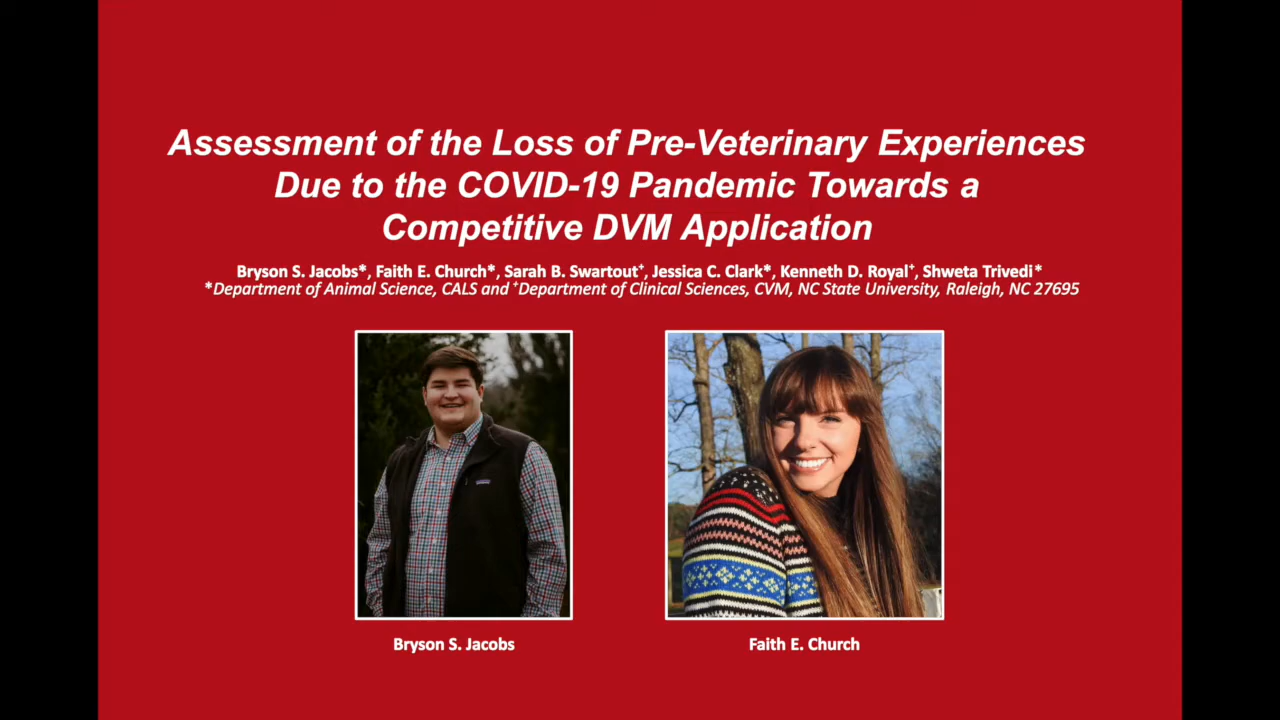 Assessment of the Loss of Pre-Veterinary Experiences
Due to the COVID-19 Pandemic Towards a
Competitive DVM Application
Bryson S. Jacobs*, Faith E. Church*, Sarah B. Swartout⁺, Jessica C. Clark*, Kenneth D. Royal⁺, Shweta Trivedi*
*Department of Animal Science, CALS and ⁺Department of Clinical Sciences, CVM, NC State University, Raleigh, NC 27695
Bryson S. Jacobs
Faith E. Church